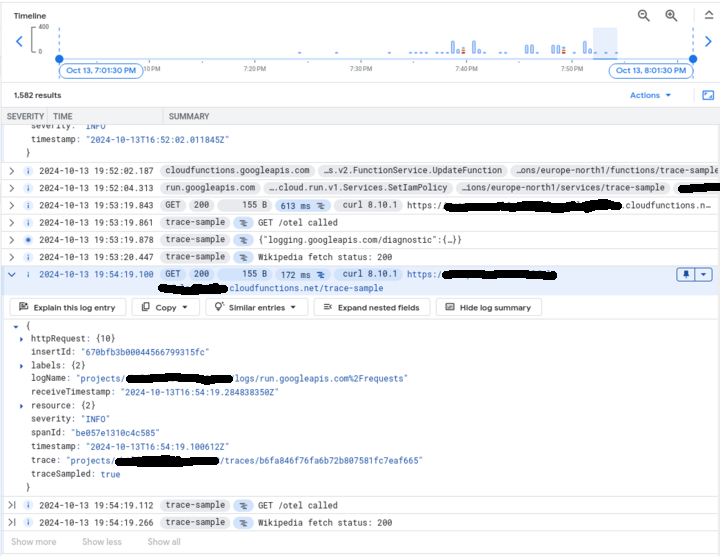 Timeline
400
0
Oct 13, 7:01:30 PM
10 PM
7:20 PM
7:30 PM
7:40 PM
7:50 PM
Oct 13, 8:01:30 PM
1,582 results
Actions
SEVERITY TIME SUMMARY
severity: "INFO"
timestamp: "2024-10-13T16:52:02.011845Z"
}
2024-10-13 19:52:02.187 cloudfunctions.googleapis.com …s.v2.FunctionService.UpdateFunction …ons/europe-north1/functions/trace-sample
2024-10-13 19:52:04.313 run.googleapis.com ….cloud.run.v1.Services.SetIamPolicy …ions/europe-north1/services/trace-sample
2024-10-13 19:53:19.843 GET 200 155 B 613 ms curl 8.10.1 https:/ .cloudfunctions.n…
2024-10-13 19:53:19.861 trace-sample GET /otel called
2024-10-13 19:53:19.878 trace-sample {"logging.googleapis.com/diagnostic":{…}}
2024-10-13 19:53:20.447 trace-sample Wikipedia fetch status: 200
2024-10-13 19:54:19.100 GET 200 155 B 172 ms curl 8.10.1 https:/
cloudfunctions.net/trace-sample
Explain this log entry Copy Similar entries Expand nested fields Hide log summary
{
httpRequest: {10}
insertId: "670bfb3b00044566799315fc"
labels: {2}
logName: "projects/ logs/run.googleapis.com%2Frequests"
receiveTimestamp: "2024-10-13T16:54:19.284838350Z"
resource: {2}
severity: "INFO"
spanId: "be057e1310c4c585"
timestamp: "2024-10-13T16:54:19.100612Z"
trace: "projects/ /traces/b6fa846f76fa6b72b807581fc7eaf665"
traceSampled: true
}
2024-10-13 19:54:19.112 trace-sample GET /otel called
2024-10-13 19:54:19.266 trace-sample Wikipedia fetch status: 200
Show more Show less Show all